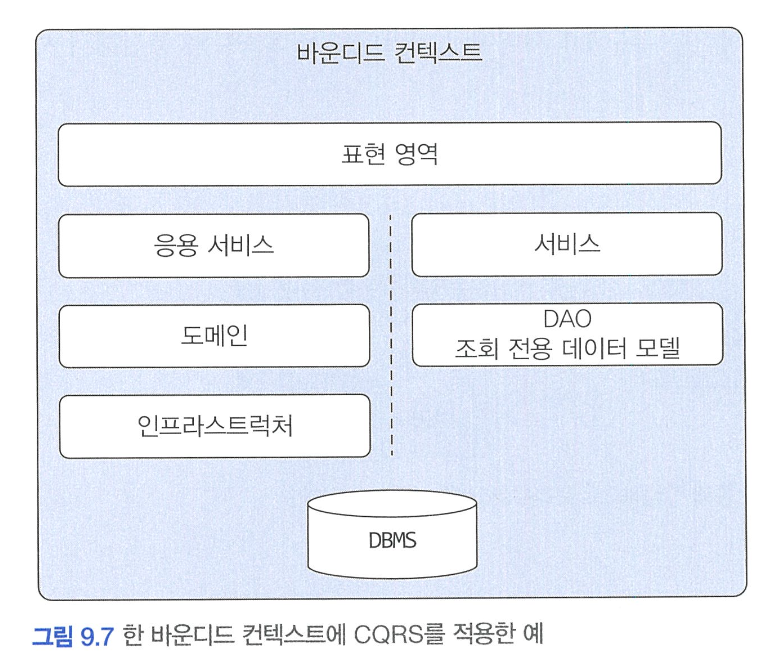 바운디드 컨텍스트
표현 영역
응용 서비스
서비스
도메인
DAO
조회 전용 데이터 모델
인프라스트럭처
DBMS
그림 9.7 한 바운디드 컨텍스트에 CQRS를 적용한 예